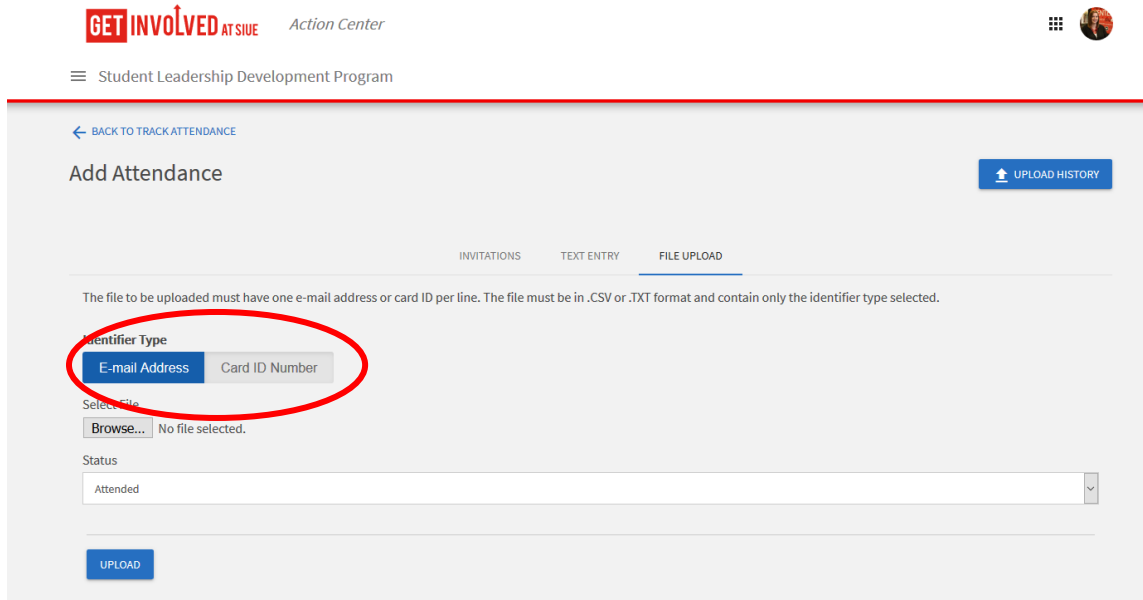 GET INVOLVED AT SIUE Action Center
Student Leadership Development Program
BACK TO TRACK ATTENDANCE
Add Attendance
UPLOAD HISTORY
INVITATIONS TEXT ENTRY FILE UPLOAD
The file to be uploaded must have one e-mail address or card ID per line. The file must be in .CSV or .TXT format and contain only the identifier type selected.
Identifier Type
E-mail Address Card ID Number
Select File
Browse... No file selected.
Status
Attended
UPLOAD